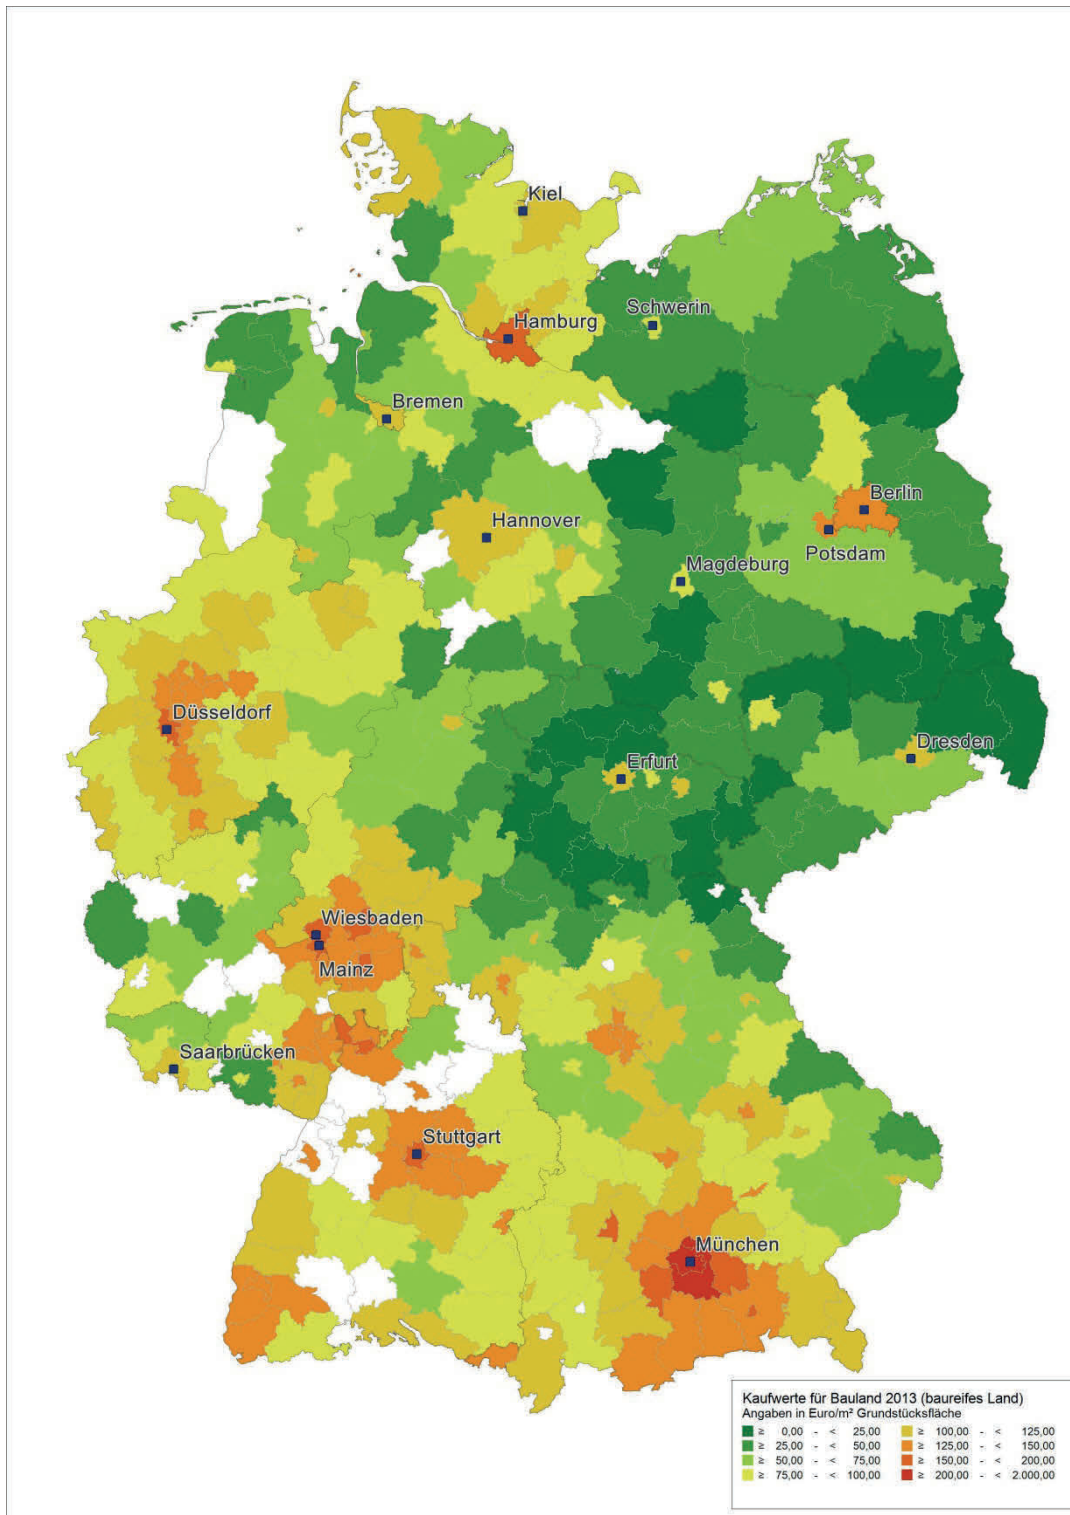 Kiel
Schwerin
Hamburg
Bremen
Berlin
Hannover
Potsdam
Magdeburg
Düsseldorf
Dresden
Erfurt
Wiesbaden
Mainz
Saarbrücken
Stuttgart
München
Kaufwerte für Bauland 2013 (baureifes Land)
Angaben in Euro/m² Grundstücksfläche
≥ 0,00 - < 25,00 ≥ 100,00 - < 125,00
≥ 25,00 - < 50,00 ≥ 125,00 - < 150,00
≥ 50,00 - < 75,00 ≥ 150,00 - < 200,00
≥ 75,00 - < 100,00 ≥ 200,00 - < 2.000,00